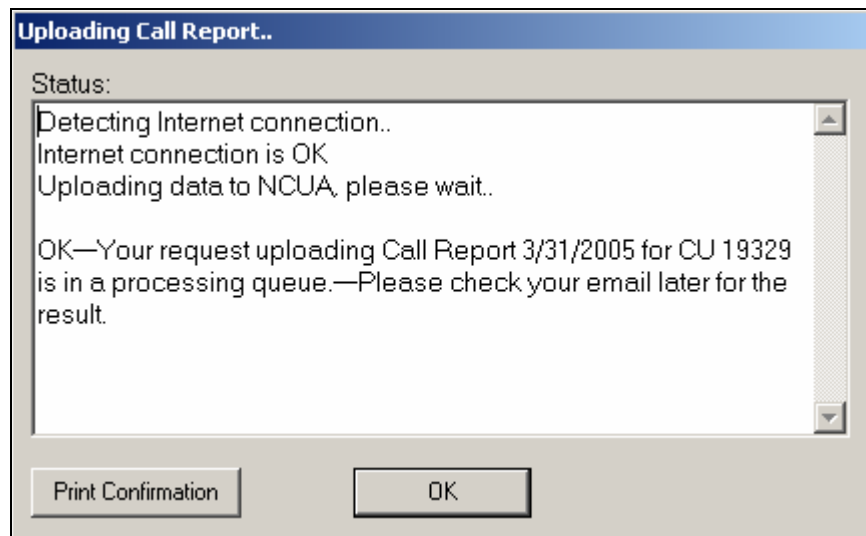 Uploading Call Report..
Status:
Detecting Internet connection..
Internet connection is OK
Uploading data to NCUA, please wait..
OK—Your request uploading Call Report 3/31/2005 for CU 19329
is in a processing queue.—Please check your email later for the
result.
Print Confirmation
OK